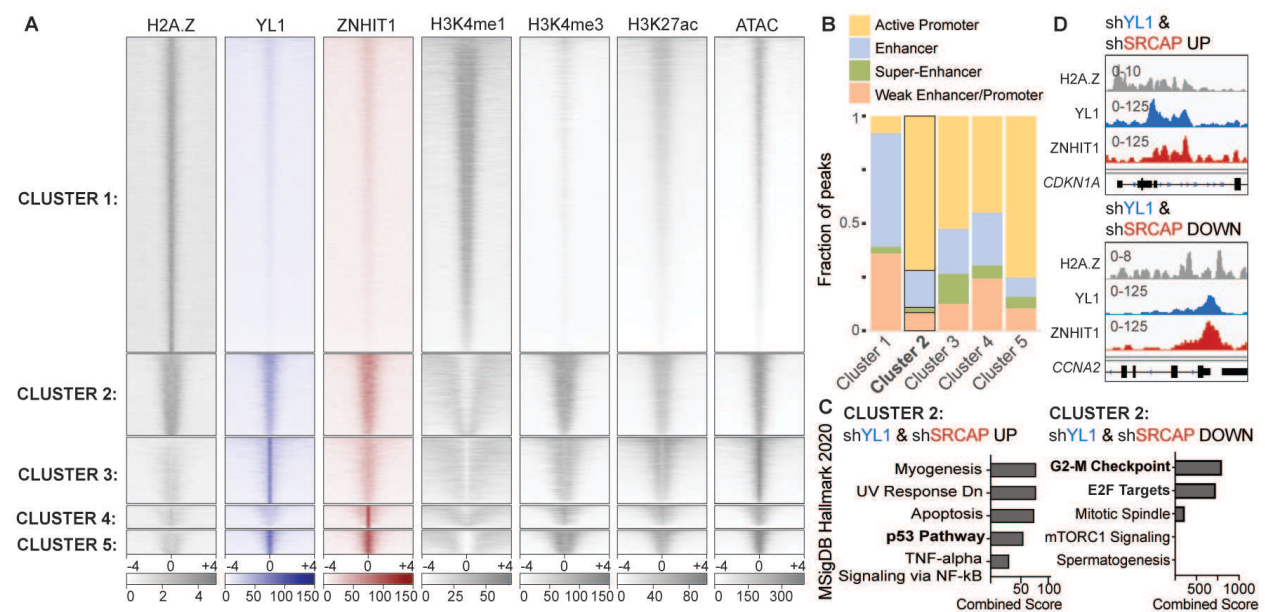 A
H2A.Z YL1 ZNHIT1 H3K4me1 H3K4me3 H3K27ac ATAC
CLUSTER 1:
CLUSTER 2:
CLUSTER 3:
CLUSTER 4:
CLUSTER 5:
-4 0 +4 -4 0 +4 -4 0 +4 -4 0 +4 -4 0 +4 -4 0 +4 -4 0 +4
0 2 4 0 50 100 150 0 50 100 150 0 25 50 0 50 100 150 0 40 80 0 150 300
B
Active Promoter
Enhancer
Super-Enhancer
Weak Enhancer/Promoter
Fraction of peaks
1
0.5
0
Cluster 1 Cluster 2 Cluster 3 Cluster 4 Cluster 5
C
MSigDB Hallmark 2020
CLUSTER 2:
shYL1 & shSRCAP UP
Myogenesis
UV Response Dn
Apoptosis
p53 Pathway
TNF-alpha
Signaling via NF-kB
0 50 100
Combined Score
CLUSTER 2:
shYL1 & shSRCAP DOWN
G2-M Checkpoint
E2F Targets
Mitotic Spindle
mTORC1 Signaling
Spermatogenesis
500 1000
Combined Score
D
shYL1 &
shSRCAP UP
H2A.Z 0-10
YL1 0-125
ZNHIT1 0-125
CDKN1A
shYL1 &
shSRCAP DOWN
H2A.Z 0-8
YL1 0-125
ZNHIT1 0-125
CCNA2